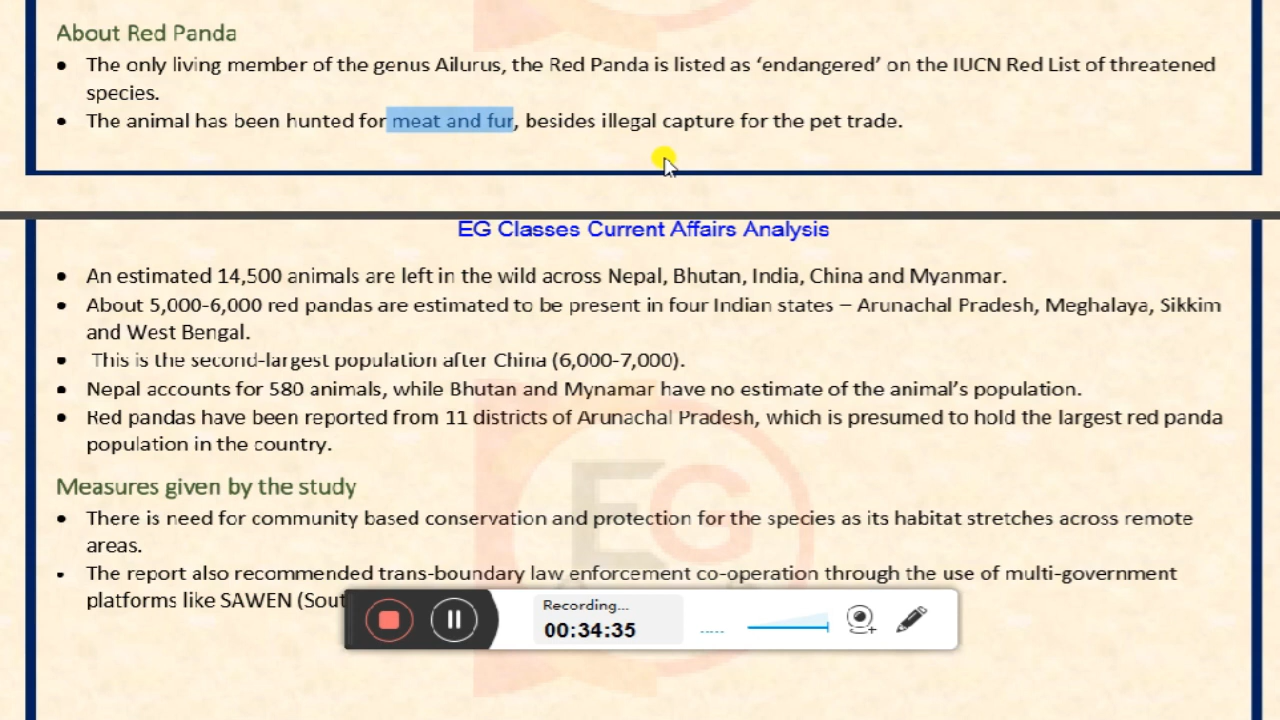 About Red Panda
• The only living member of the genus Ailurus, the Red Panda is listed as ‘endangered’ on the IUCN Red List of threatened
species.
• The animal has been hunted for meat and fur, besides illegal capture for the pet trade.
EG Classes Current Affairs Analysis
• An estimated 14,500 animals are left in the wild across Nepal, Bhutan, India, China and Myanmar.
• About 5,000-6,000 red pandas are estimated to be present in four Indian states – Arunachal Pradesh, Meghalaya, Sikkim
and West Bengal.
• This is the second-largest population after China (6,000-7,000).
• Nepal accounts for 580 animals, while Bhutan and Mynamar have no estimate of the animal’s population.
• Red pandas have been reported from 11 districts of Arunachal Pradesh, which is presumed to hold the largest red panda
population in the country.
EG
Measures given by the study
• There is need for community based conservation and protection for the species as its habitat stretches across remote
areas.
• The report also recommended trans-boundary law enforcement co-operation through the use of multi-government
platforms like SAWEN (Sout
Recording...
00:34:35